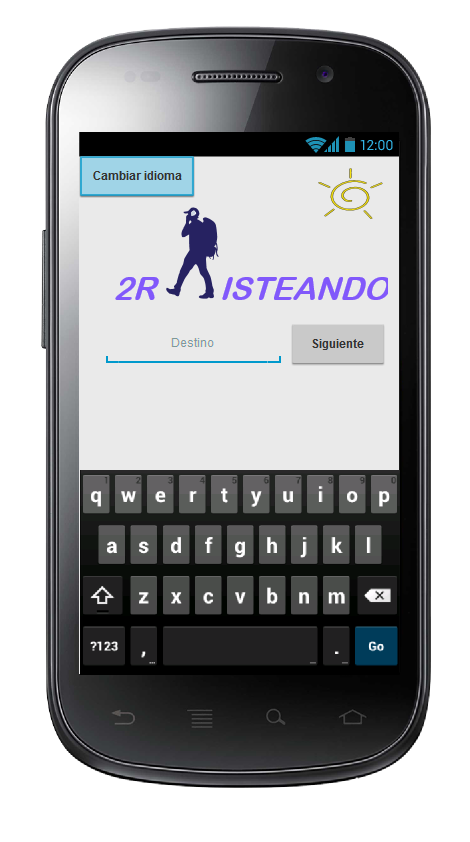 12:00
Cambiar idioma
2R ISTEANDO
Destino Siguiente
1 2 3 4 5 6 7 8 9 0
q w e r t y u i o p
a s d f g h j k l
z x c v b n m
?123 , . Go